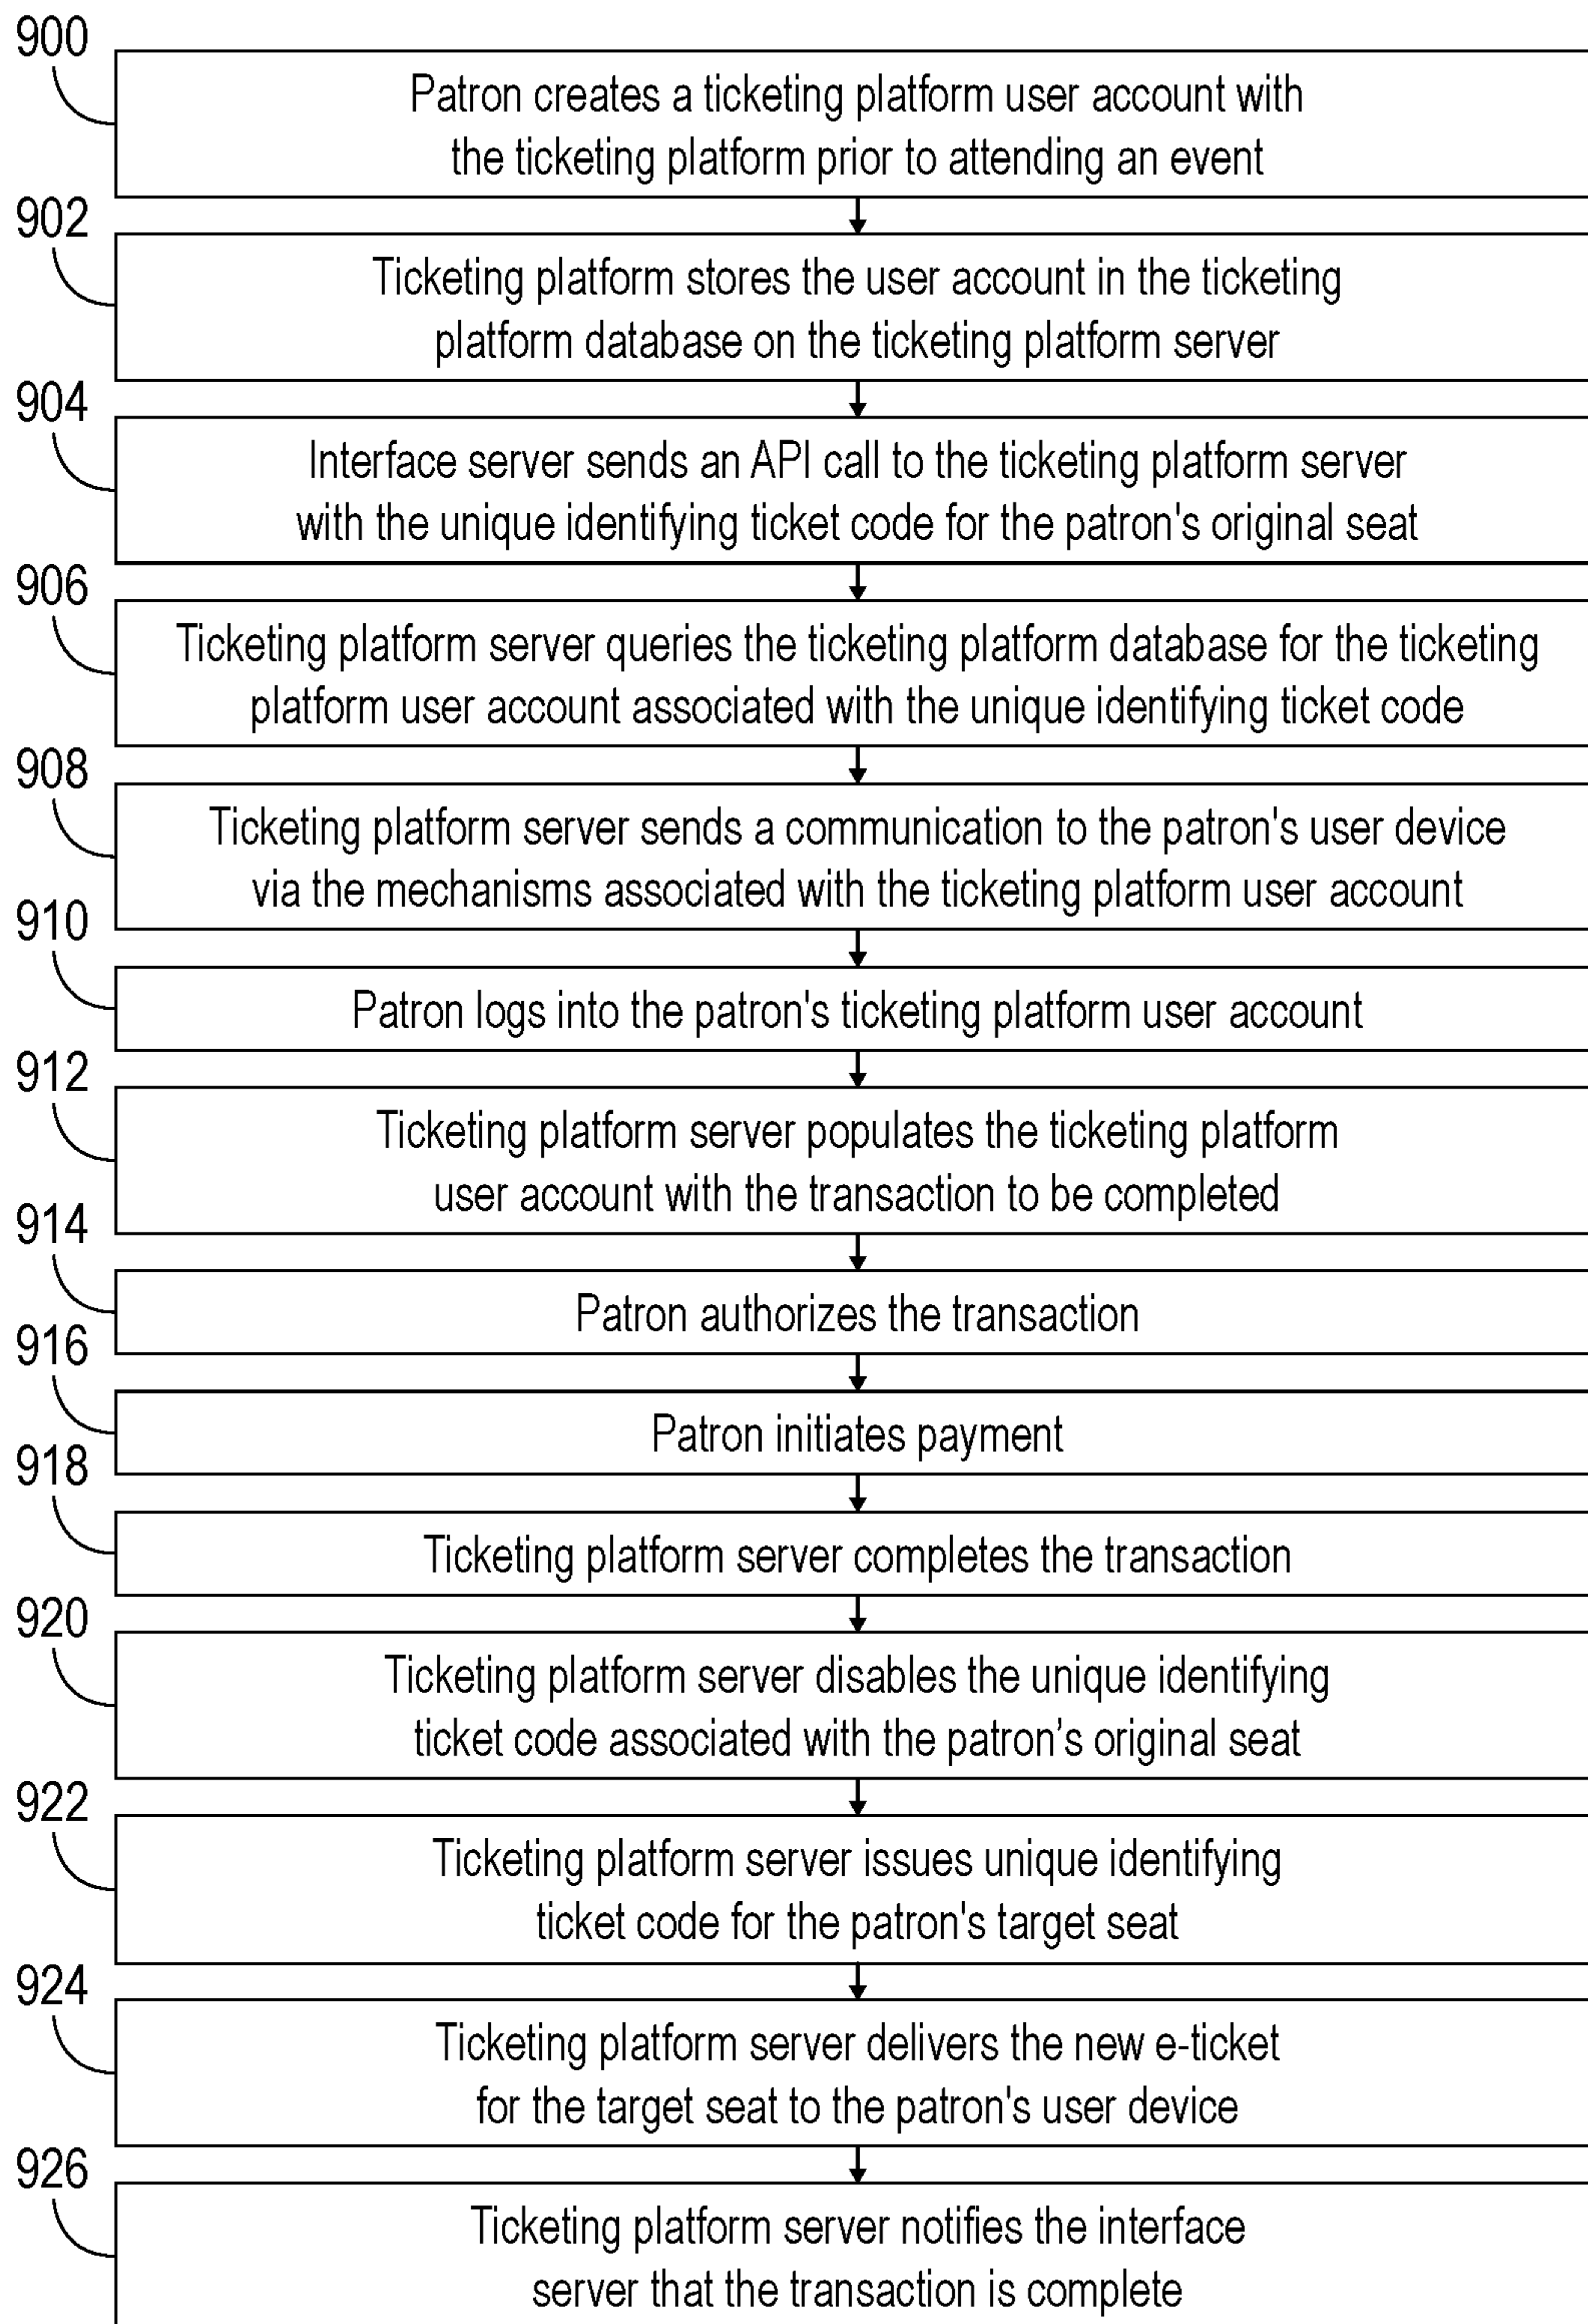 900
Patron creates a ticketing platform user account with
the ticketing platform prior to attending an event
902
Ticketing platform stores the user account in the ticketing
platform database on the ticketing platform server
904
Interface server sends an API call to the ticketing platform server
with the unique identifying ticket code for the patron's original seat
906
Ticketing platform server queries the ticketing platform database for the ticketing
platform user account associated with the unique identifying ticket code
908
Ticketing platform server sends a communication to the patron's user device
via the mechanisms associated with the ticketing platform user account
910
Patron logs into the patron's ticketing platform user account
912
Ticketing platform server populates the ticketing platform
user account with the transaction to be completed
914
Patron authorizes the transaction
916
Patron initiates payment
918
Ticketing platform server completes the transaction
920
Ticketing platform server disables the unique identifying
ticket code associated with the patron’s original seat
922
Ticketing platform server issues unique identifying
ticket code for the patron's target seat
924
Ticketing platform server delivers the new e-ticket
for the target seat to the patron's user device
926
Ticketing platform server notifies the interface
server that the transaction is complete